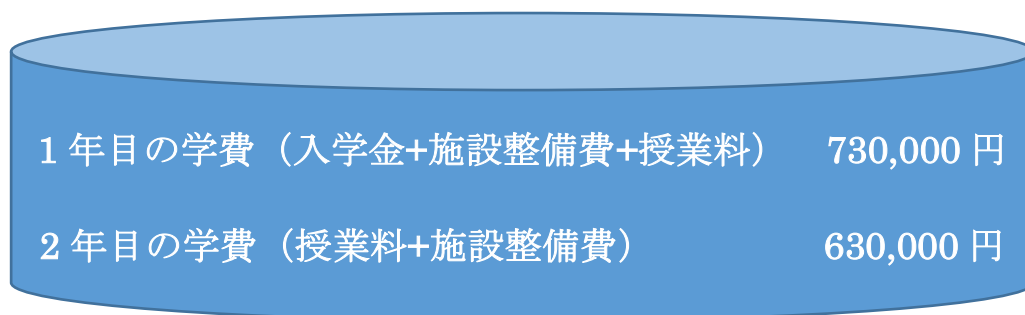 1 年目の学費（入学金+施設整備費+授業料） 730,000 円
2 年目の学費（授業料+施設整備費） 630,000 円